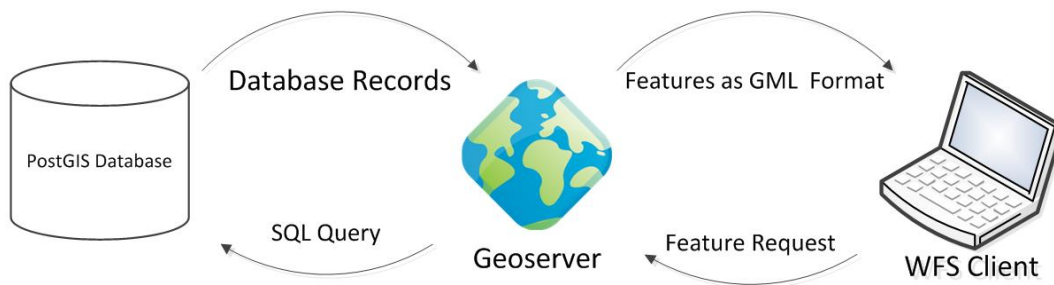 Database Records
Features as GML Format
PostGIS Database
SQL Query
Geoserver
Feature Request
WFS Client